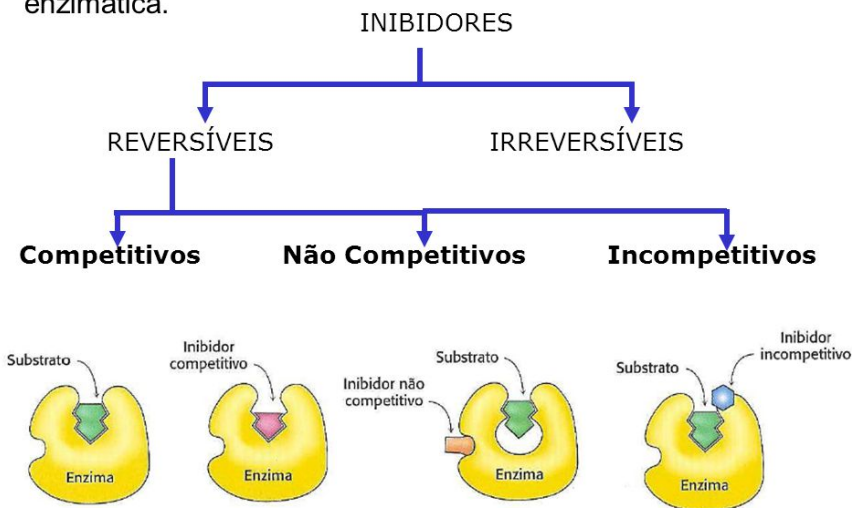 enzimática.
INIBIDORES
REVERSÍVEIS
IRREVERSÍVEIS
Competitivos
Não Competitivos
Incompetitivos
Substrato
Enzima
Inibidor
competitivo
Enzima
Inibidor não
competitivo
Substrato
Enzima
Substrato
Inibidor
incompetitivo
Enzima